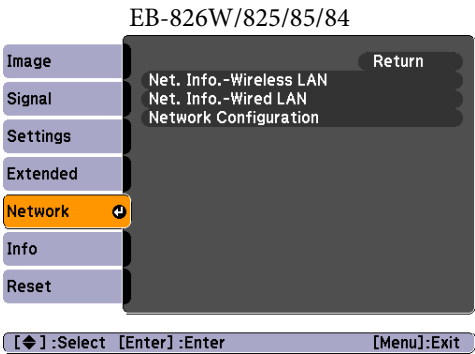 EB-826W/825/85/84
Image
Signal
Settings
Extended
Network
Info
Reset
Return
Net. Info.-Wireless LAN
Net. Info.-Wired LAN
Network Configuration
[◆] :Select [Enter] :Enter [Menu]:Exit